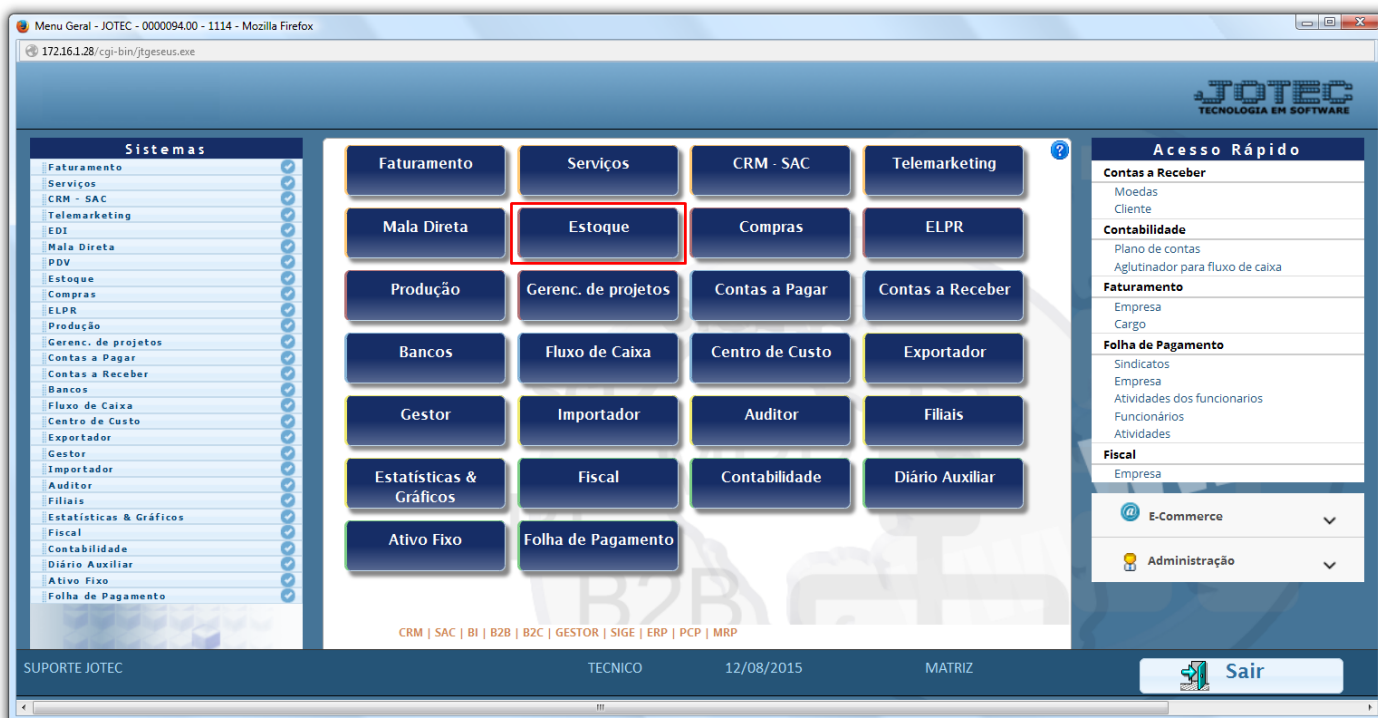 Menu Geral - JOTEC - 0000094.00 - 1114 - Mozilla Firefox
172.16.1.28/cgi-bin/jtgeseus.exe
JOTEC
TECNOLOGIA EM SOFTWARE
Sistemas
Faturamento
Serviços
CRM - SAC
Telemarketing
EDI
Mala Direta
PDV
Estoque
Compras
ELPR
Produção
Gerenc. de projetos
Contas a Pagar
Contas a Receber
Bancos
Fluxo de Caixa
Centro de Custo
Exportador
Gestor
Importador
Auditor
Filiais
Estatísticas & Gráficos
Fiscal
Contabilidade
Diário Auxiliar
Ativo Fixo
Folha de Pagamento
Faturamento
Serviços
CRM - SAC
Telemarketing
Mala Direta
Estoque
Compras
ELPR
Produção
Gerenc. de projetos
Contas a Pagar
Contas a Receber
Bancos
Fluxo de Caixa
Centro de Custo
Exportador
Gestor
Importador
Auditor
Filiais
Estatísticas &
Gráficos
Fiscal
Contabilidade
Diário Auxiliar
Ativo Fixo
Folha de Pagamento
B2B
CRM | SAC | BI | B2B | B2C | GESTOR | SIGE | ERP | PCP | MRP
Acesso Rápido
Contas a Receber
Moedas
Cliente
Contabilidade
Plano de contas
Aglutinador para fluxo de caixa
Faturamento
Empresa
Cargo
Folha de Pagamento
Sindicatos
Empresa
Atividades dos funcionarios
Funcionários
Atividades
Fiscal
Empresa
E-Commerce
Administração
SUPORTE JOTEC
TECNICO
12/08/2015
MATRIZ
Sair